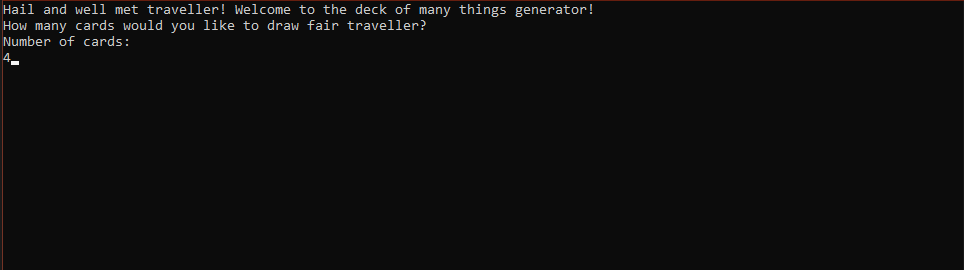 Hail and well met traveller! Welcome to the deck of many things generator!
How many cards would you like to draw fair traveller?
Number of cards:
4